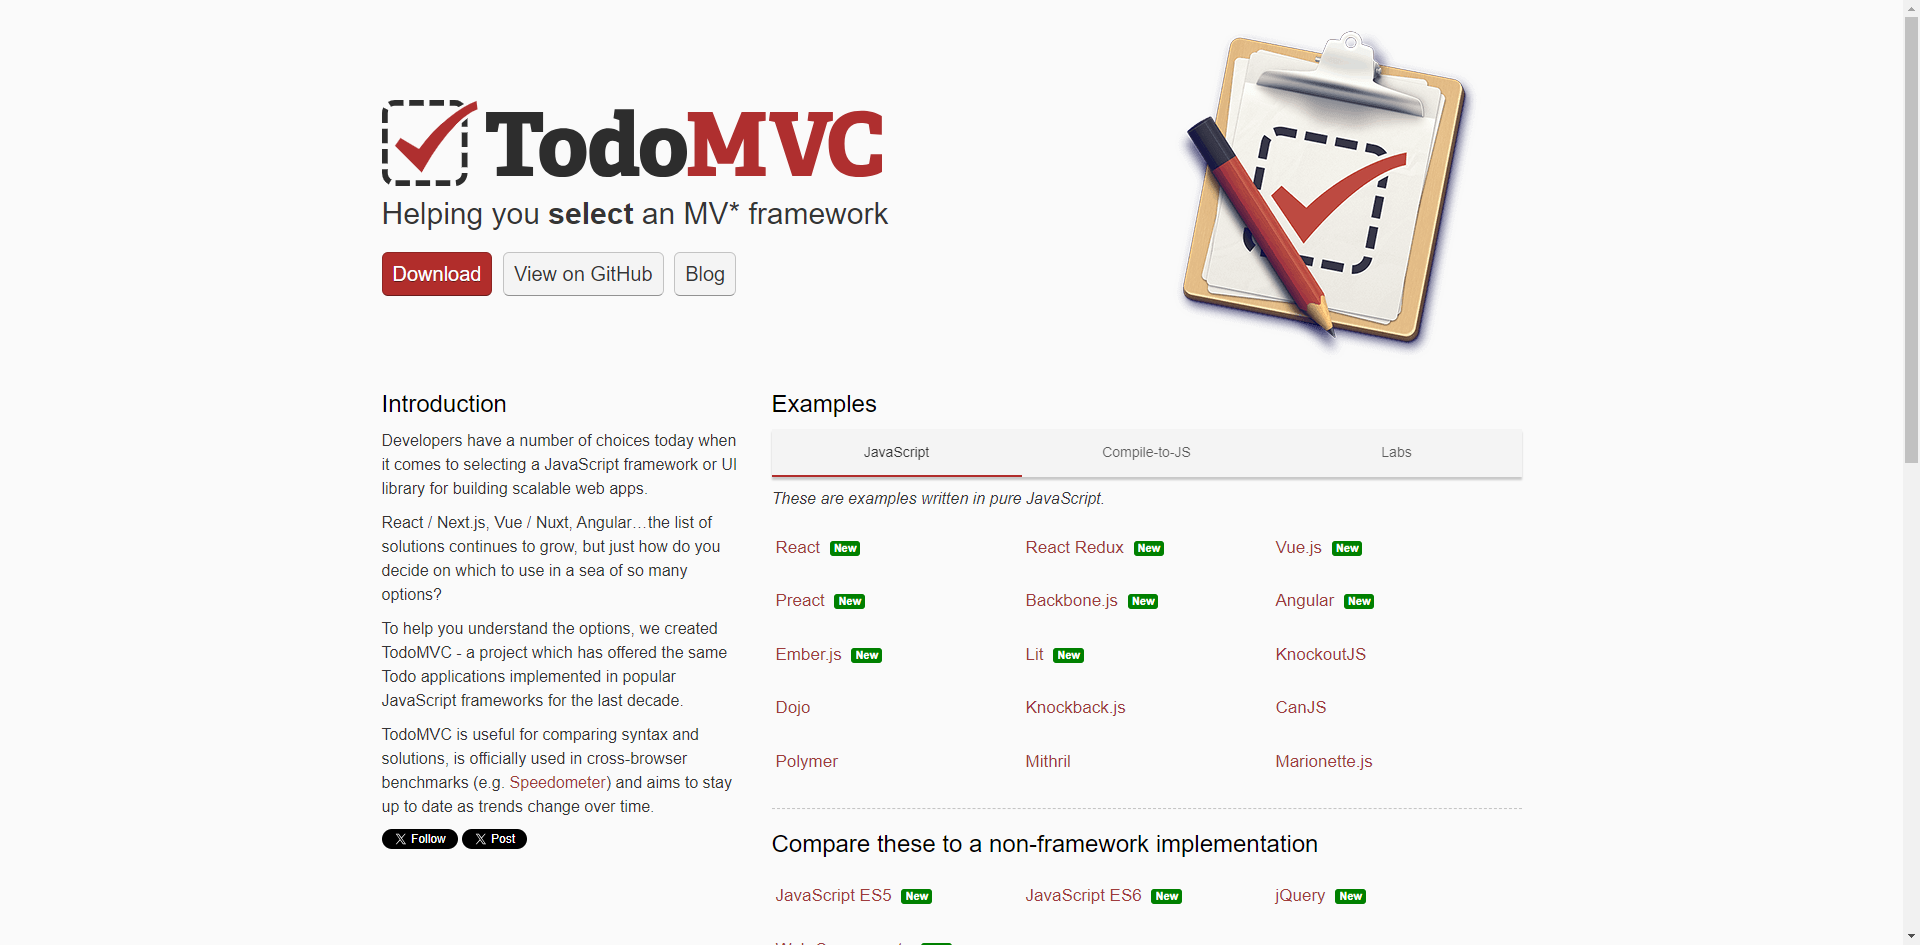 TodoMVC
Helping you select an MV* framework
Download
View on GitHub
Blog
Introduction
Developers have a number of choices today when
it comes to selecting a JavaScript framework or UI
library for building scalable web apps.
React / Next.js, Vue / Nuxt, Angular…the list of
solutions continues to grow, but just how do you
decide on which to use in a sea of so many
options?
To help you understand the options, we created
TodoMVC - a project which has offered the same
Todo applications implemented in popular
JavaScript frameworks for the last decade.
TodoMVC is useful for comparing syntax and
solutions, is officially used in cross-browser
benchmarks (e.g. Speedometer) and aims to stay
up to date as trends change over time.
Follow
Post
Examples
JavaScript
Compile-to-JS
Labs
These are examples written in pure JavaScript.
React New
React Redux New
Vue.js New
Preact New
Backbone.js New
Angular New
Ember.js New
Lit New
KnockoutJS
Dojo
Knockback.js
CanJS
Polymer
Mithril
Marionette.js
Compare these to a non-framework implementation
JavaScript ES5 New
JavaScript ES6 New
jQuery New